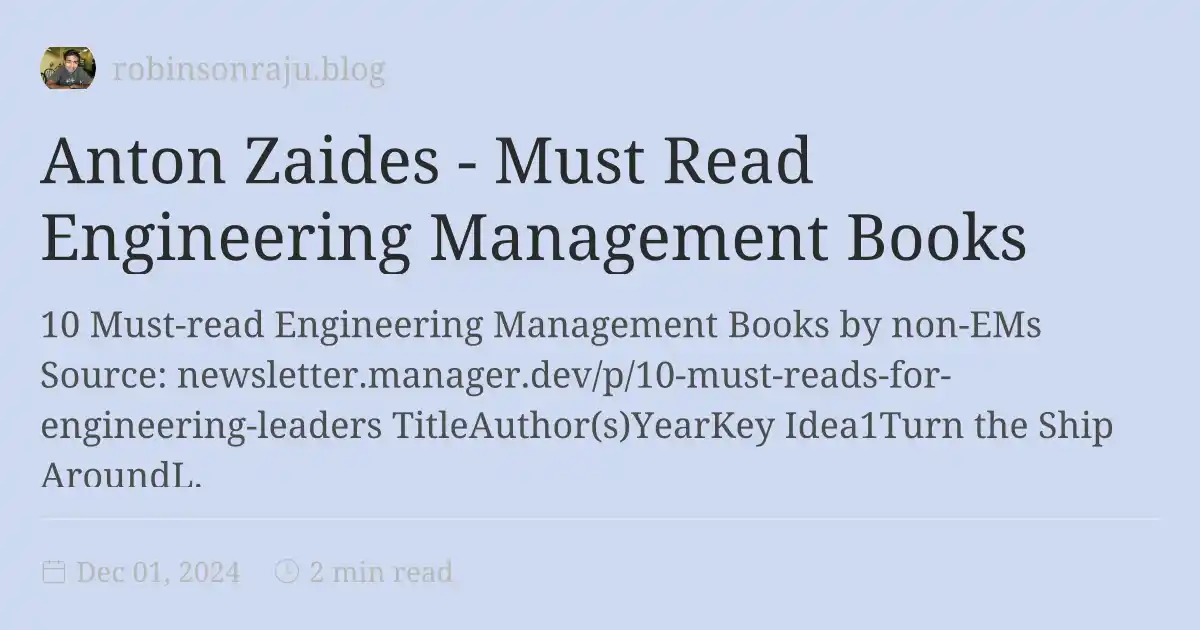 robinsonraju.blog
Anton Zaides - Must Read
Engineering Management Books
10 Must-read Engineering Management Books by non-EMs
Source: newsletter.manager.dev/p/10-must-reads-for-
engineering-leaders TitleAuthor(s)YearKey Idea1Turn the Ship
AroundL.
Dec 01, 2024 2 min read